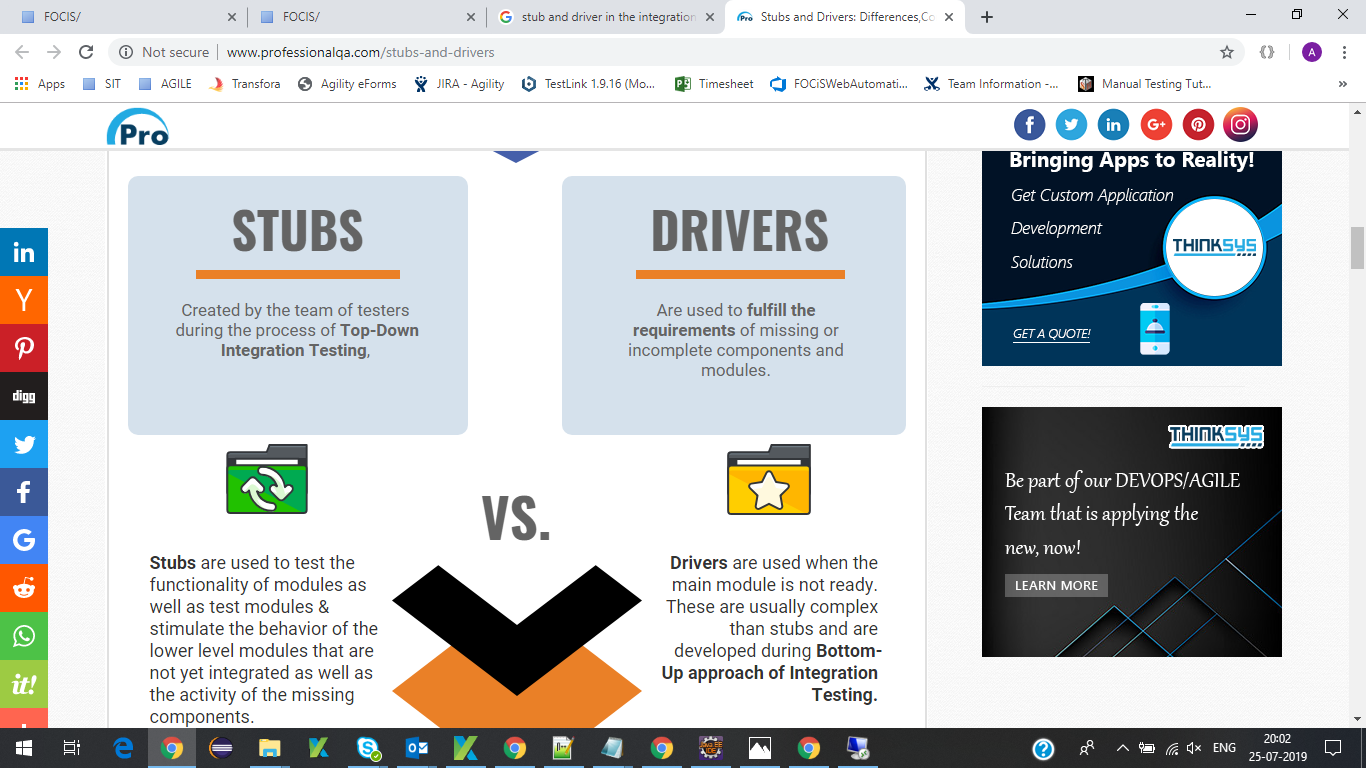 FOCIS/
FOCIS/
stub and driver in the integration
Stubs and Drivers: Differences,Co
Not secure
www.professionalqa.com/stubs-and-drivers
A
Apps
SIT
AGILE
Transfora
Agility eForms
JIRA - Agility
TestLink 1.9.16 (Mo...
Timesheet
FOCiSWebAutomati...
Team Information -...
Manual Testing Tut...
»
Pro
STUBS
Created by the team of testers
during the process of Top-Down
Integration Testing,
DRIVERS
Are used to fulfill the
requirements of missing or
incomplete components and
modules.
VS.
Stubs are used to test the
functionality of modules as
well as test modules &
stimulate the behavior of the
lower level modules that are
not yet integrated as well as
the activity of the missing
components.
Drivers are used when the
main module is not ready.
These are usually complex
than stubs and are
developed during Bottom-
Up approach of Integration
Testing.
Bringing Apps to Reality!
Get Custom Application
Development
Solutions
THINKSYS
GET A QUOTE!
THINKSYS
Be part of our DEVOPS/AGILE
Team that is applying the
new, now!
LEARN MORE
digg
it!
ENG
20:02
25-07-2019